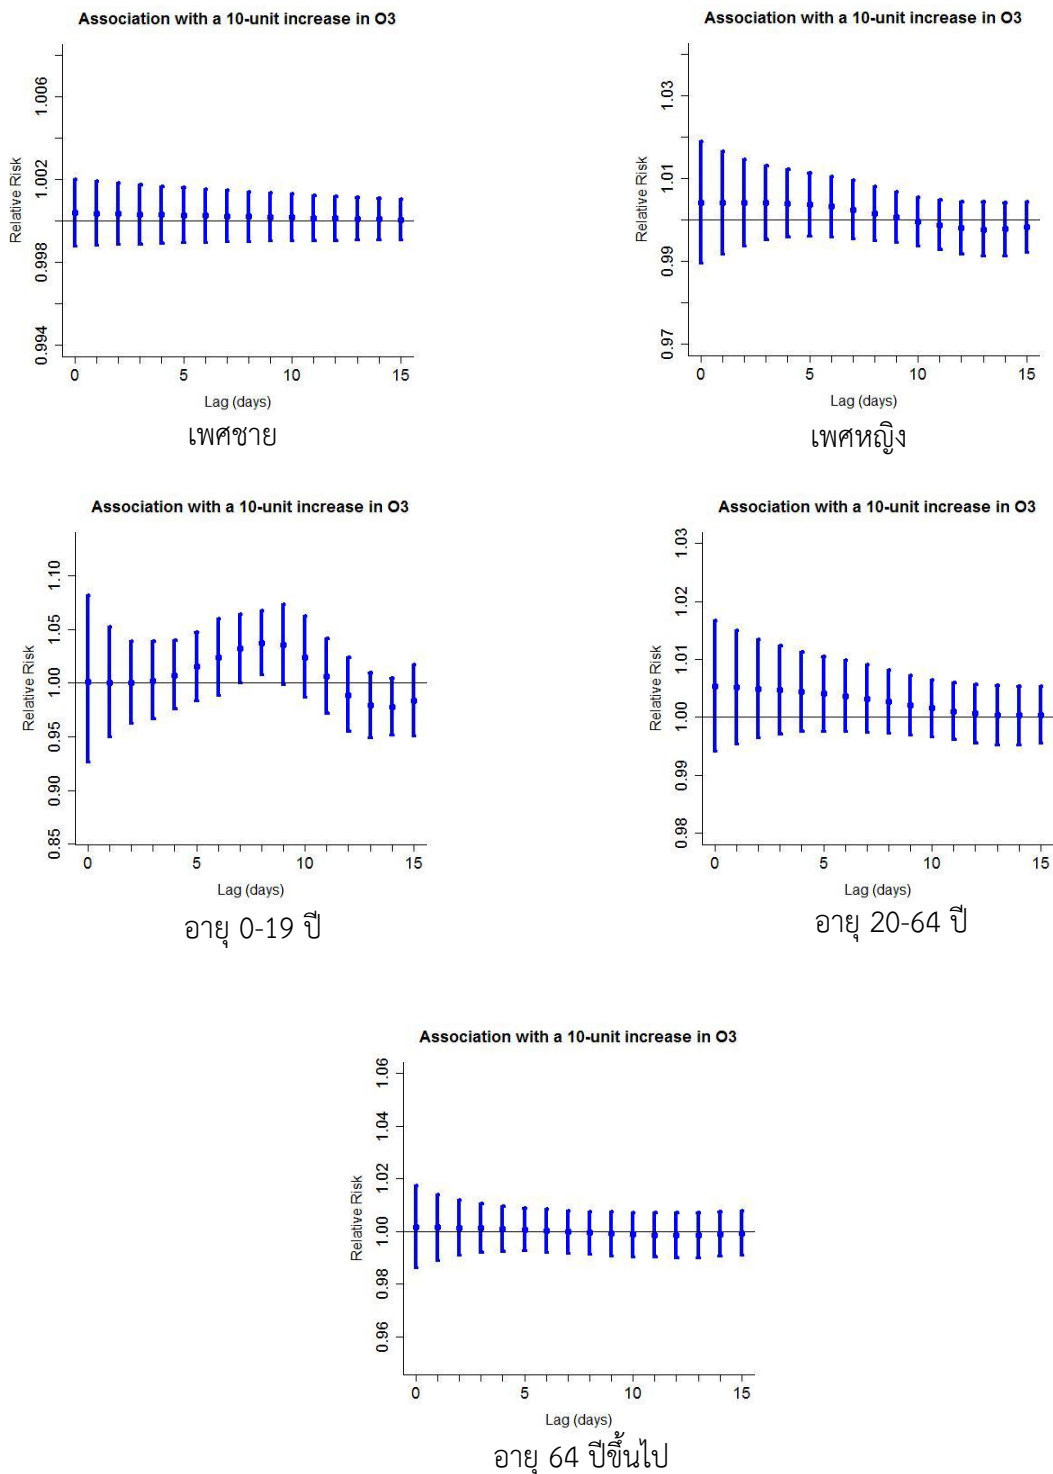 Association with a 10-unit increase in O3
Relative Risk
1.006
1.002
0.998
0.994
0 5 10 15
Lag (days)
เพศชาย
Association with a 10-unit increase in O3
Relative Risk
1.03
1.01
0.99
0.97
0 5 10 15
Lag (days)
เพศหญิง
Association with a 10-unit increase in O3
Relative Risk
1.10
1.05
1.00
0.95
0.90
0.85
0 5 10 15
Lag (days)
อายุ 0-19 ปี
Association with a 10-unit increase in O3
Relative Risk
1.03
1.02
1.01
1.00
0.99
0.98
0 5 10 15
Lag (days)
อายุ 20-64 ปี
Association with a 10-unit increase in O3
Relative Risk
1.06
1.04
1.02
1.00
0.98
0.96
0 5 10 15
Lag (days)
อายุ 64 ปีขึ้นไป